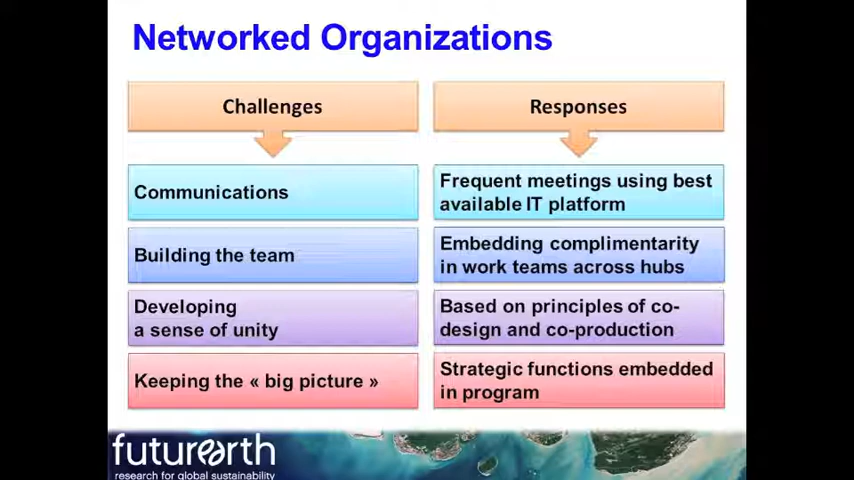 Networked Organizations
Challenges
Responses
Communications
Frequent meetings using best
available IT platform
Building the team
Embedding complimentarity
in work teams across hubs
Developing
a sense of unity
Based on principles of co-
design and co-production
Keeping the « big picture »
Strategic functions embedded
in program
futurearth
research for global sustainability